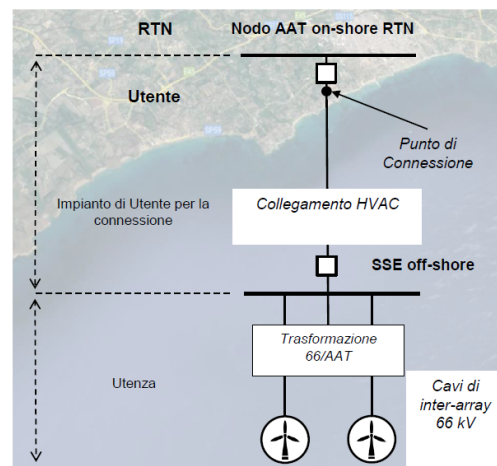 RTN
Nodo AAT on-shore RTN
Utente
Punto di
Connessione
Impianto di Utente per la
connessione
Collegamento HVAC
SSE off-shore
Trasformazione
66/AAT
Utenza
Cavi di
inter-array
66 kV